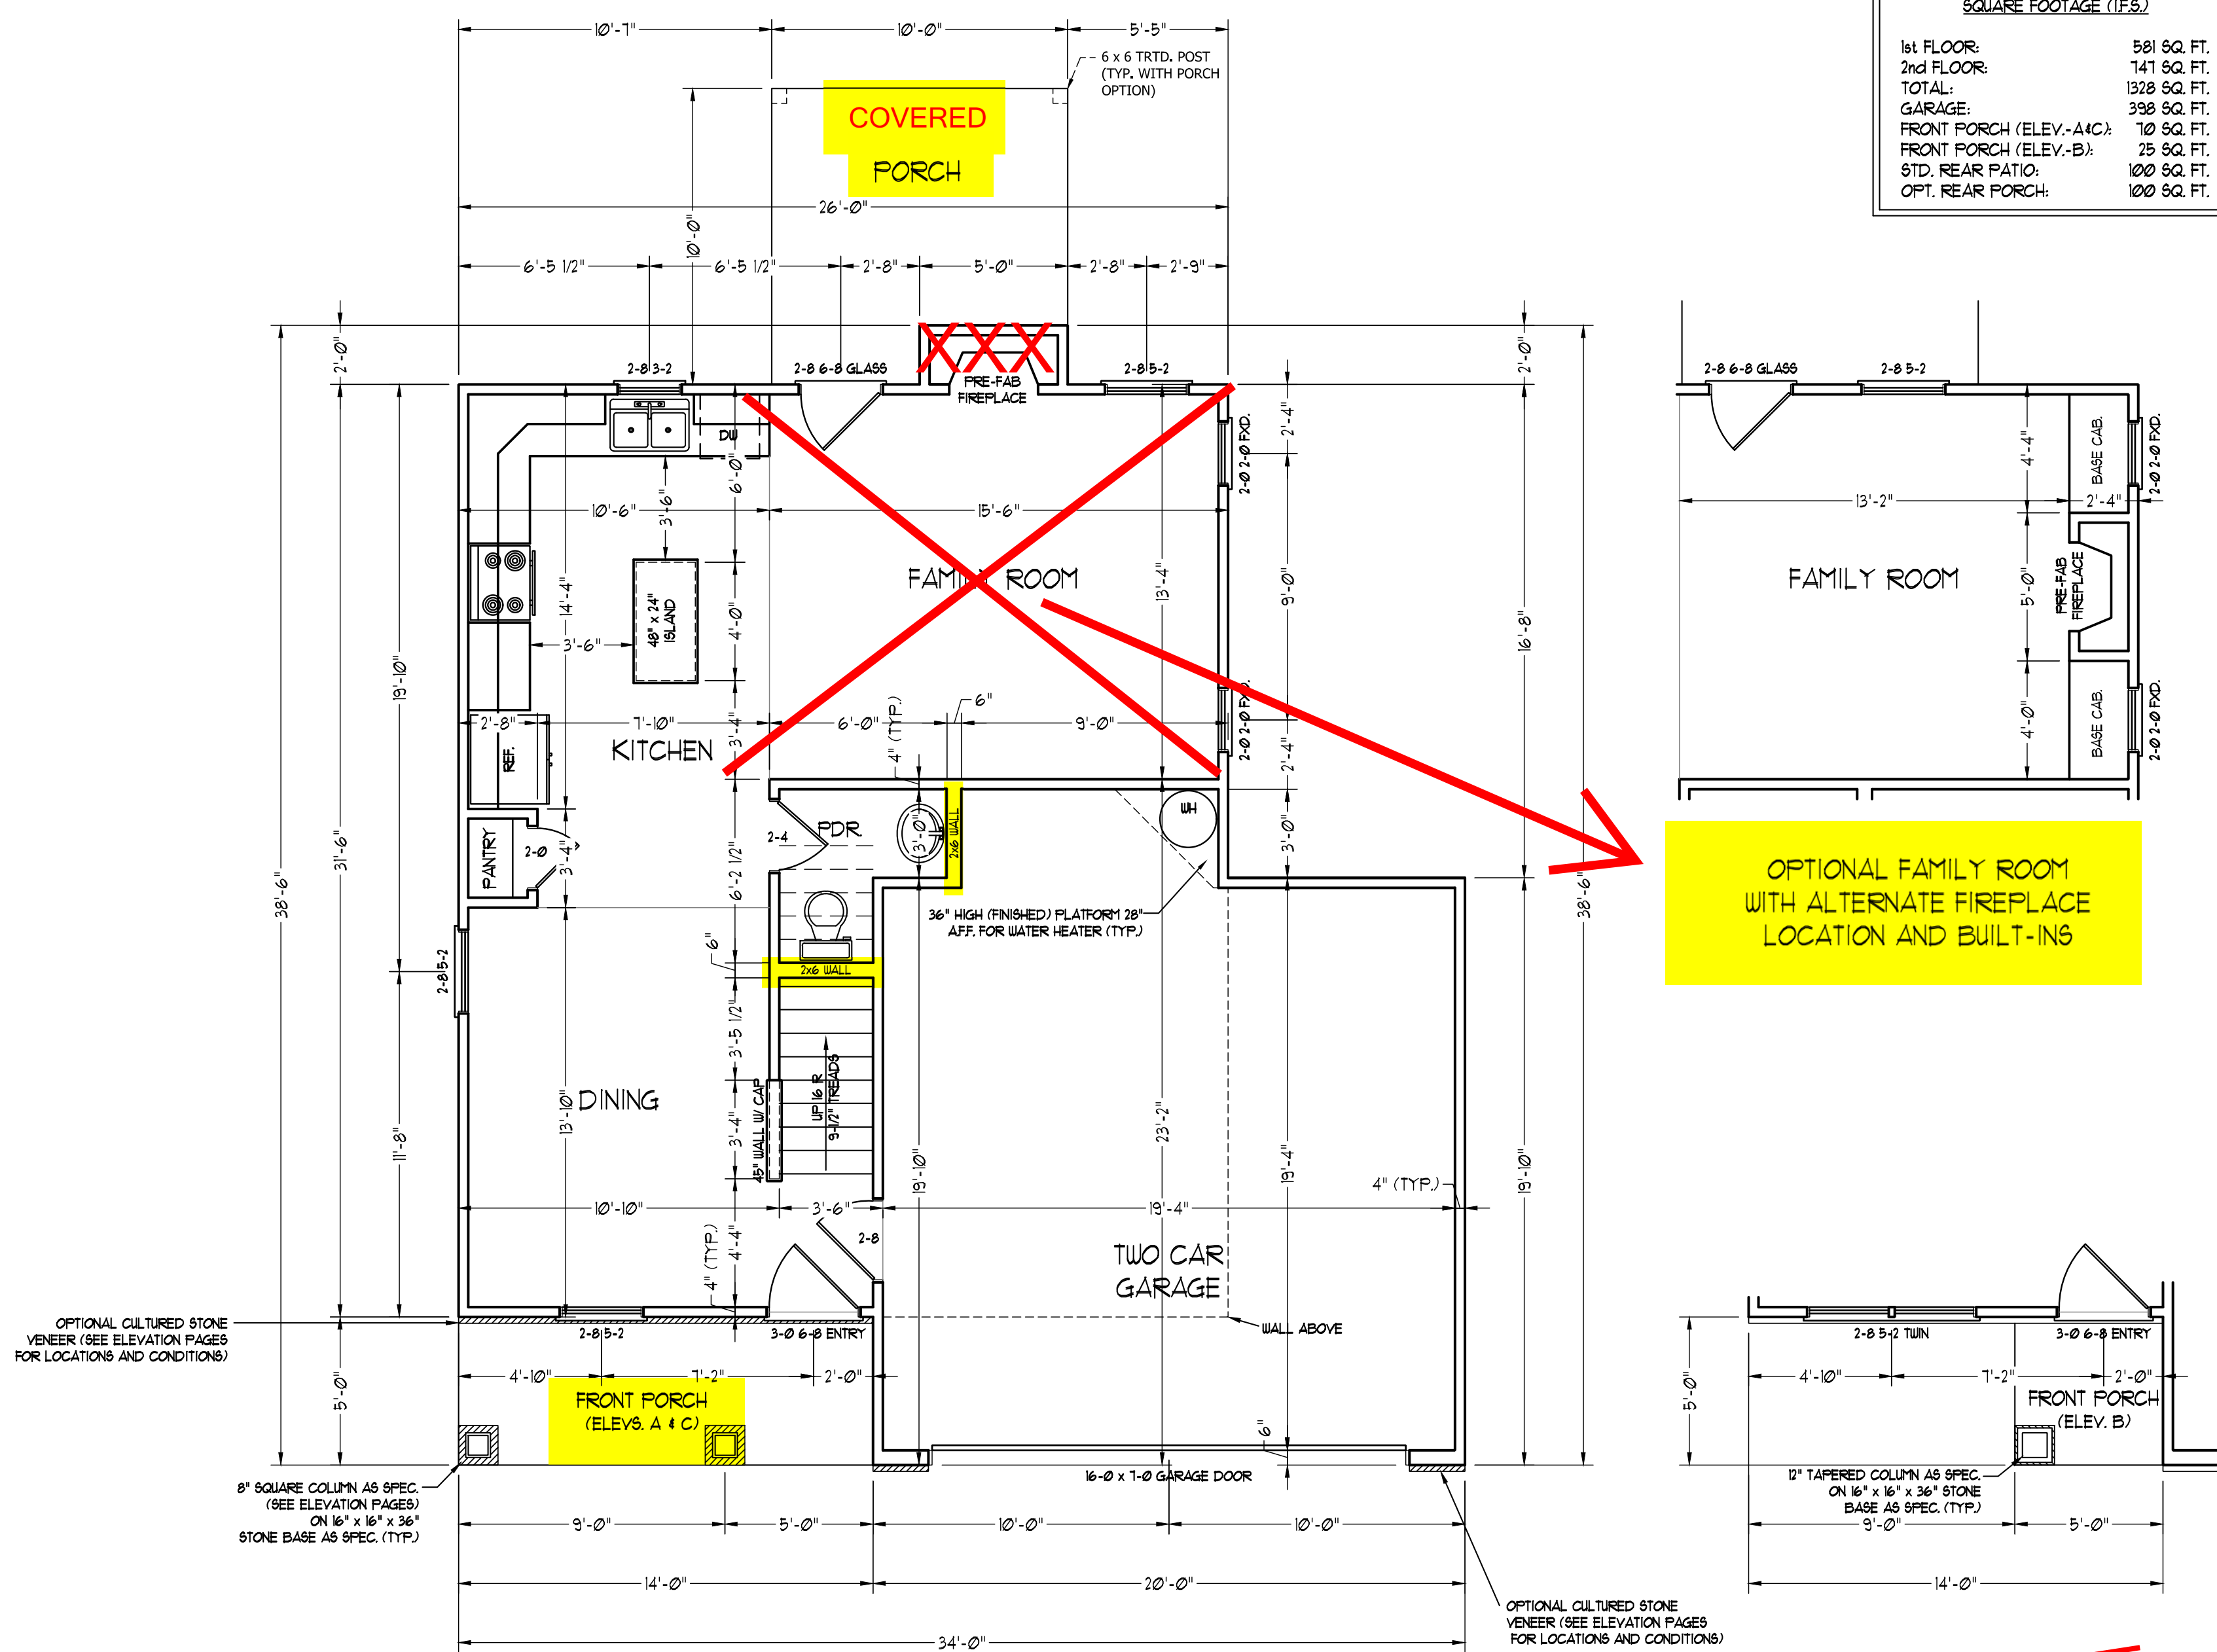 SQUARE FOOTAGE (I.F.S.)
1st FLOOR: 581 SQ. FT.
2nd FLOOR: 747 SQ. FT.
TOTAL: 1328 SQ. FT.
GARAGE: 398 SQ. FT.
FRONT PORCH (ELEV.-A&C): 70 SQ. FT.
FRONT PORCH (ELEV.-B): 25 SQ. FT.
STD. REAR PATIO: 100 SQ. FT.
OPT. REAR PORCH: 100 SQ. FT.
10'-7" 10'-0" 5'-5"
6 x 6 TRTD. POST
(TYP. WITH PORCH
OPTION)
COVERED
PORCH
10'-0"
26'-0"
6'-5 1/2" 6'-5 1/2" 2'-8" 5'-0" 2'-8" 2'-9"
2'-0"
2'-0"
2-8 3-2
2-8 6-8 GLASS
PRE-FAB
FIREPLACE
2-8 5-2
DW
6'-0"
3'-6"
10'-6" 15'-6"
2'-4"
2-0 2-0 FXD.
FAMILY ROOM
13'-4"
9'-0"
16'-8"
14'-4"
48" x 24"
ISLAND
4'-0"
3'-6"
19'-10"
31'-6"
38'-6"
2'-8" 7'-10" 3'-4" 6'-0" 4" (TYP.) 6" 9'-0"
2-0 2-0 FXD.
2'-4"
REF.
KITCHEN
PANTRY
2-0
3'-4"
2-4
PDR.
3'-0"
2x6 WALL
WH
3'-0"
38'-6"
6'-2 1/2"
36" HIGH (FINISHED) PLATFORM 28"
A.F.F. FOR WATER HEATER (TYP.)
2-8 5-2
6"
2x6 WALL
3'-5 1/2"
UP 16 R
9-1/2" TREADS
45" WALL W/ CAP
3'-4"
DINING
13'-10"
11'-8"
19'-10"
23'-2"
19'-4"
19'-10"
10'-10" 3'-6" 19'-4" 4" (TYP.)
4" (TYP.)
4'-4"
2-8
TWO CAR
GARAGE
WALL ABOVE
OPTIONAL CULTURED STONE
VENEER (SEE ELEVATION PAGES
FOR LOCATIONS AND CONDITIONS)
2-8 5-2
3-0 6-8 ENTRY
5'-0"
4'-10" 7'-2" 2'-0"
FRONT PORCH
(ELEVS. A & C)
6"
16-0 x 7-0 GARAGE DOOR
8" SQUARE COLUMN AS SPEC.
(SEE ELEVATION PAGES)
ON 16" x 16" x 36"
STONE BASE AS SPEC. (TYP.)
9'-0" 5'-0" 10'-0" 10'-0"
14'-0" 20'-0"
34'-0"
OPTIONAL CULTURED STONE
VENEER (SEE ELEVATION PAGES
FOR LOCATIONS AND CONDITIONS)
2-8 6-8 GLASS
2-8 5-2
4'-4"
BASE CAB.
2-0 2-0 FXD.
13'-2" 2'-4"
FAMILY ROOM
5'-0"
PRE-FAB
FIREPLACE
4'-0"
BASE CAB.
2-0 2-0 FXD.
OPTIONAL FAMILY ROOM
WITH ALTERNATE FIREPLACE
LOCATION AND BUILT-INS
2-8 5-2 TWIN
3-0 6-8 ENTRY
5'-0"
4'-10" 7'-2" 2'-0"
FRONT PORCH
(ELEV. B)
12" TAPERED COLUMN AS SPEC.
ON 16" x 16" x 36" STONE
BASE AS SPEC. (TYP.)
9'-0" 5'-0"
14'-0"